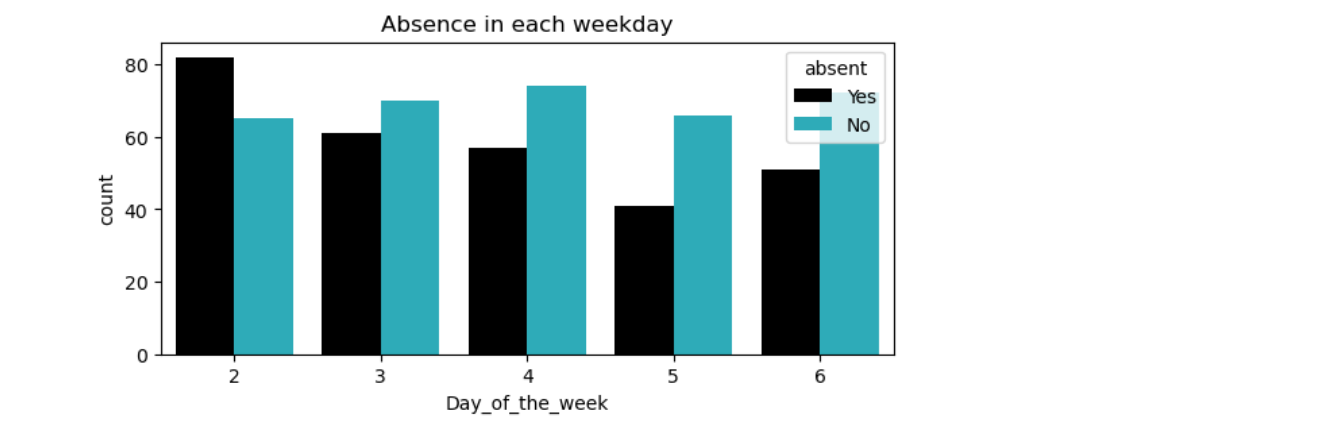 Absence in each weekday
absent
Yes
No
80
60
40
20
0
count
2 3 4 5 6
Day_of_the_week